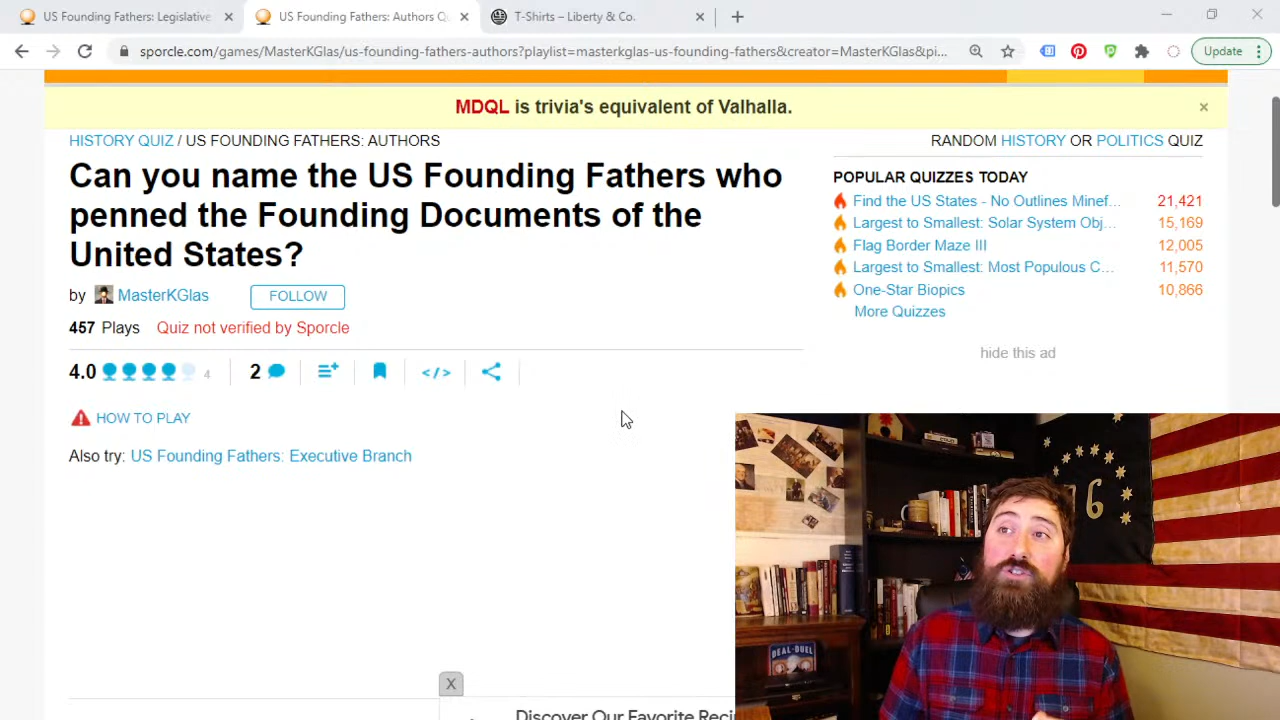 US Founding Fathers: Legislative
US Founding Fathers: Authors Q
T-Shirts – Liberty & Co.
sporcle.com/games/MasterKGlas/us-founding-fathers-authors?playlist=masterkglas-us-founding-fathers&creator=MasterKGlas&pi...
Update
MDQL is trivia's equivalent of Valhalla.
HISTORY QUIZ / US FOUNDING FATHERS: AUTHORS
RANDOM HISTORY OR POLITICS QUIZ
Can you name the US Founding Fathers who
penned the Founding Documents of the
United States?
by MasterKGlas FOLLOW
457 Plays Quiz not verified by Sporcle
4.0 4 2 </>
HOW TO PLAY
Also try: US Founding Fathers: Executive Branch
POPULAR QUIZZES TODAY
Find the US States - No Outlines Minef... 21,421
Largest to Smallest: Solar System Obj... 15,169
Flag Border Maze III 12,005
Largest to Smallest: Most Populous C... 11,570
One-Star Biopics 10,866
More Quizzes
hide this ad
76
DEAL-DUEL
X
Discover Our Favorite Reci